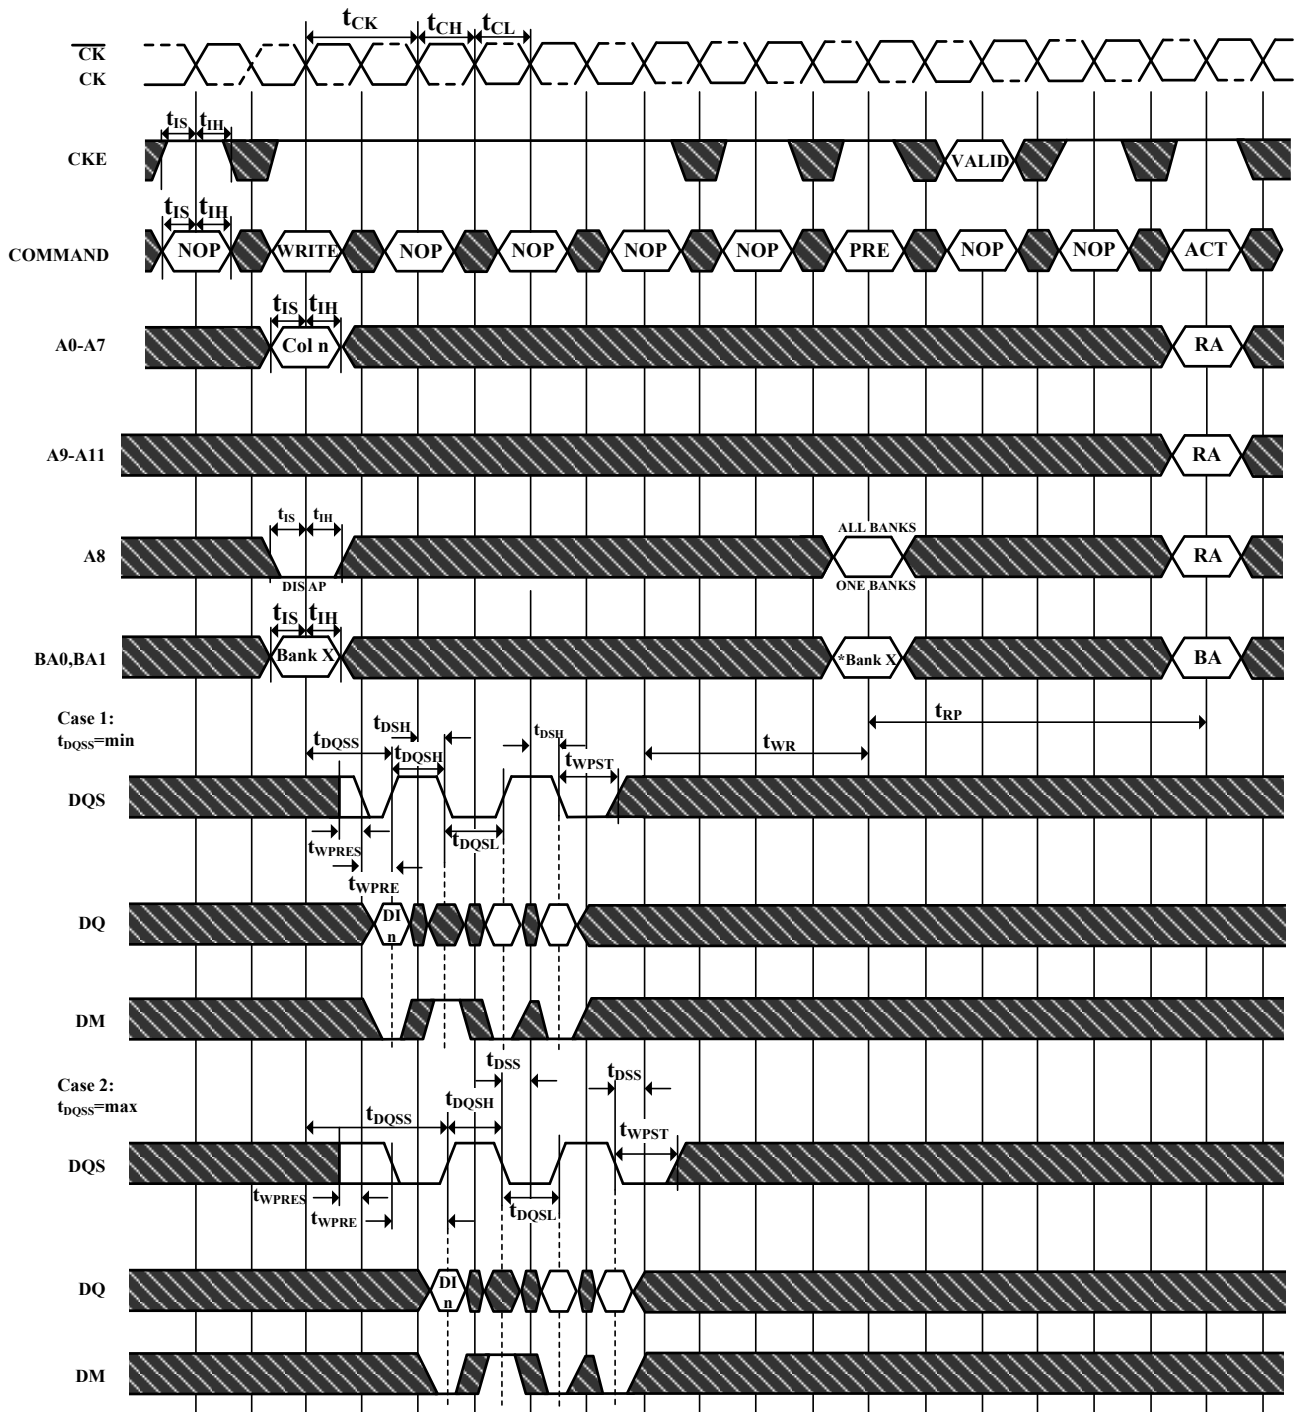 tCK tCH tCL
CK
CK
tIS tIH
CKE VALID
tIS tIH
COMMAND NOP WRITE NOP NOP NOP NOP PRE NOP NOP ACT
tIS tIH
A0-A7 Col n RA
A9-A11 RA
tIS tIH ALL BANKS
A8 RA
DIS AP ONE BANKS
tIS tIH
BA0,BA1 Bank X *Bank X BA
Case 1:
tDQSS=min
tDQSS tDSH tDQSH tDSH tWPST tWR tRP
DQS
tWPRES tDQSL
tWPRE
DQ DI
n
DM
Case 2:
tDQSS=max
tDSS tDSS
tDQSS tDQSH tWPST
DQS
tWPRES tDQSL
tWPRE
DQ DI
n
DM